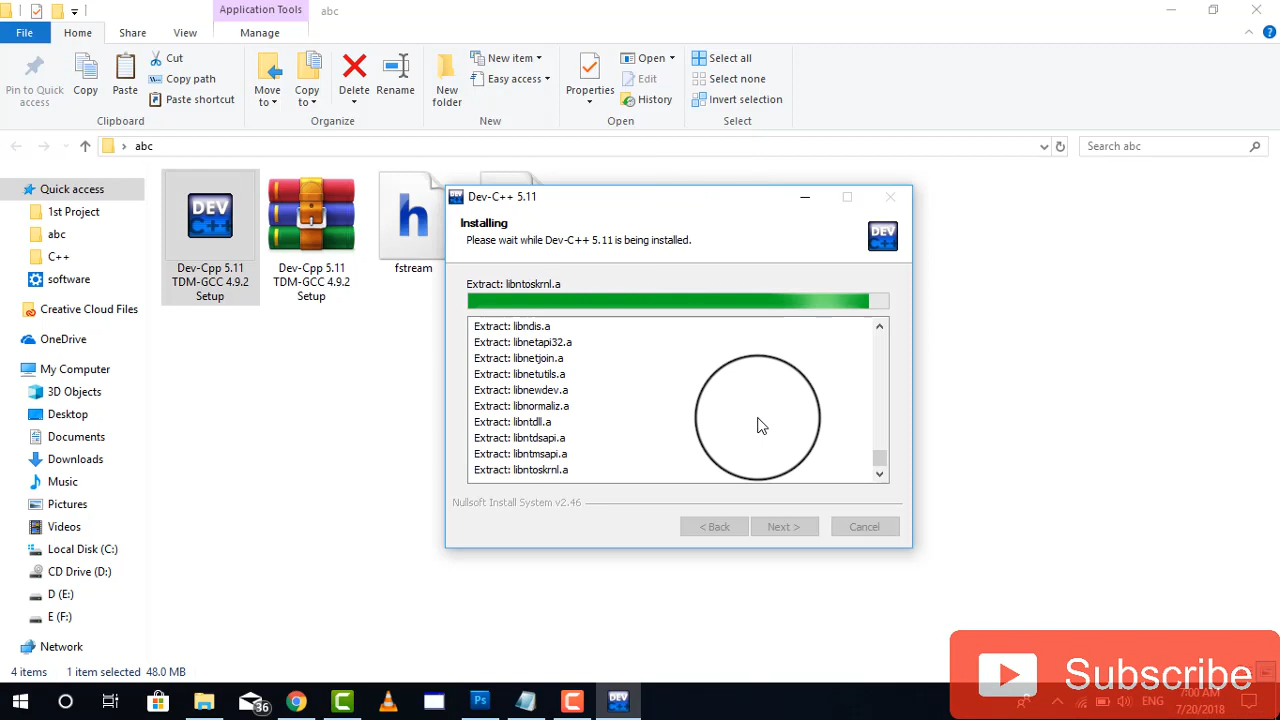 Application Tools
abc
File
Home
Share
View
Manage
Pin to Quick
access
Copy
Paste
Cut
Copy path
Paste shortcut
Clipboard
Move
to
Copy
to
Delete
Rename
Organize
New
folder
New item
Easy access
New
Properties
Open
Edit
History
Open
Select all
Select none
Invert selection
Select
abc
Search abc
Quick access
1st Project
abc
C++
software
Creative Cloud Files
OneDrive
My Computer
3D Objects
Desktop
Documents
Downloads
Music
Pictures
Videos
Local Disk (C:)
CD Drive (D:)
D (E:)
E (F:)
Network
DEV
C++
Dev-Cpp 5.11
TDM-GCC 4.9.2
Setup
Dev-Cpp 5.11
TDM-GCC 4.9.2
Setup
h
fstream
Dev-C++ 5.11
Installing
Please wait while Dev-C++ 5.11 is being installed.
DEV
C++
Extract: libntoskrnl.a
Extract: libndis.a
Extract: libnetapi32.a
Extract: libnetjoin.a
Extract: libnetutils.a
Extract: libnewdev.a
Extract: libnormaliz.a
Extract: libntdll.a
Extract: libntdsapi.a
Extract: libntmsapi.a
Extract: libntoskrnl.a
Nullsoft Install System v2.46
< Back
Next >
Cancel
4 items
1 item selected
48.0 MB
Subscribe
36
Ps
DEV
C++
ENG
7:00 AM
7/20/2018